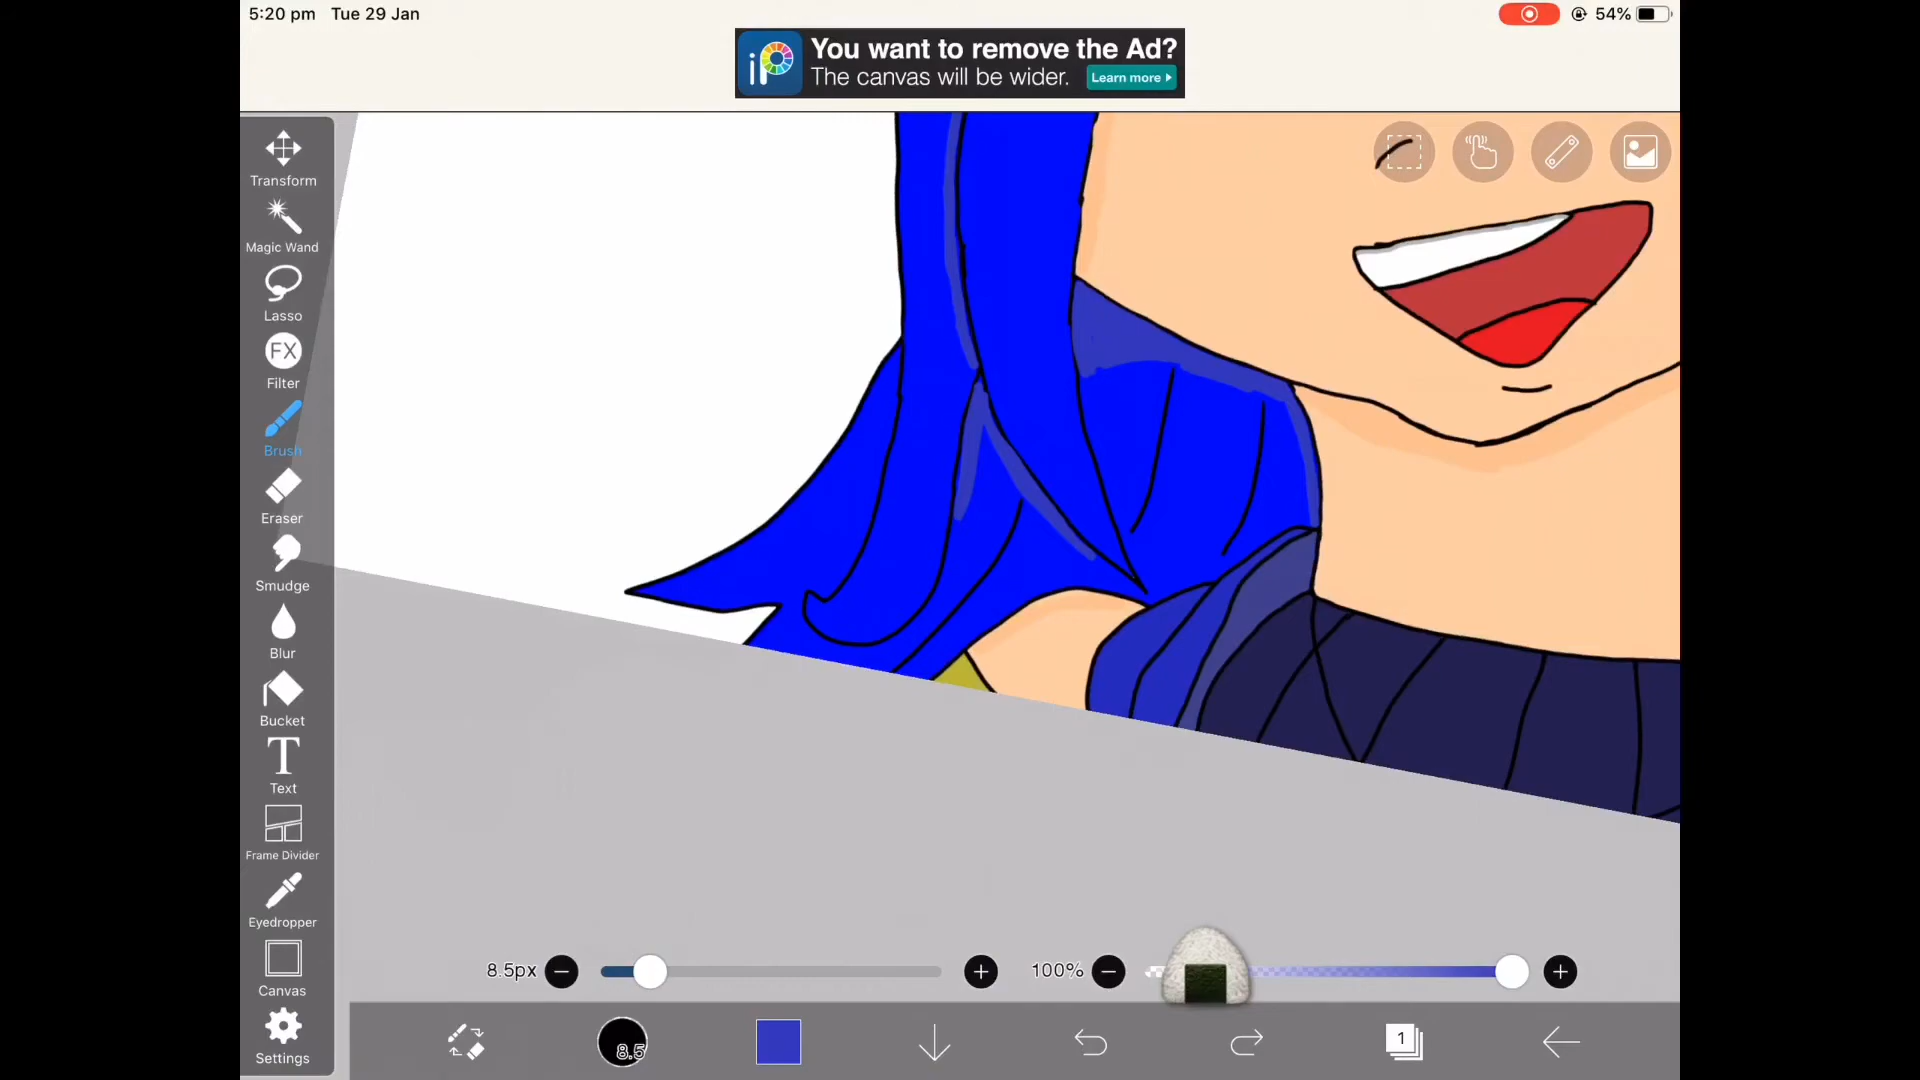 5:20 pm Tue 29 Jan
54%
iP
You want to remove the Ad?
The canvas will be wider.
Learn more
Transform
Magic Wand
Lasso
FX
Filter
Brush
Eraser
Smudge
Blur
Bucket
T
Text
Frame Divider
Eyedropper
Canvas
Settings
8.5px
100%
8.5
1